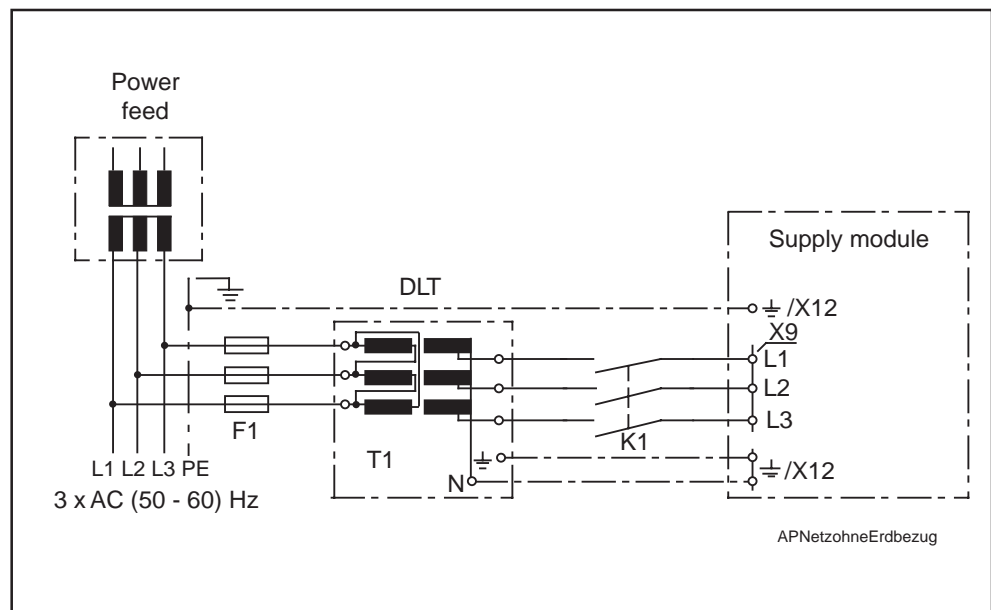 Power
feed
Supply module
DLT
/X12
X9
L1
L2
L3
F1
K1
T1
L1 L2 L3 PE
N
/X12
3 x AC (50 - 60) Hz
APNetzohneErdbezug